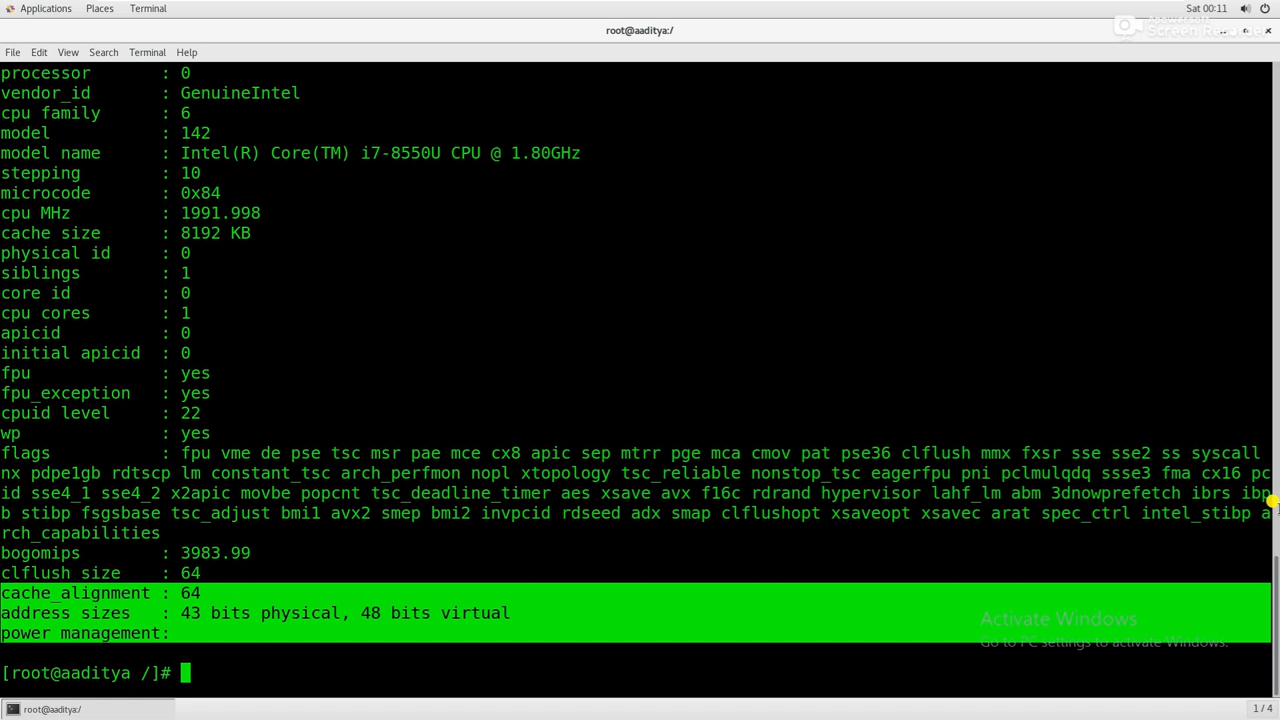 Applications Places Terminal Sat 00:11
root@aaditya:/
Apowersoft
Screen Recorder
File Edit View Search Terminal Help
processor : 0
vendor_id : GenuineIntel
cpu family : 6
model : 142
model name : Intel(R) Core(TM) i7-8550U CPU @ 1.80GHz
stepping : 10
microcode : 0x84
cpu MHz : 1991.998
cache size : 8192 KB
physical id : 0
siblings : 1
core id : 0
cpu cores : 1
apicid : 0
initial apicid : 0
fpu : yes
fpu_exception : yes
cpuid level : 22
wp : yes
flags : fpu vme de pse tsc msr pae mce cx8 apic sep mtrr pge mca cmov pat pse36 clflush mmx fxsr sse sse2 ss syscall
nx pdpe1gb rdtscp lm constant_tsc arch_perfmon nopl xtopology tsc_reliable nonstop_tsc eagerfpu pni pclmulqdq ssse3 fma cx16 pc
id sse4_1 sse4_2 x2apic movbe popcnt tsc_deadline_timer aes xsave avx f16c rdrand hypervisor lahf_lm abm 3dnowprefetch ibrs ibp
b stibp fsgsbase tsc_adjust bmi1 avx2 smep bmi2 invpcid rdseed adx smap clflushopt xsaveopt xsavec arat spec_ctrl intel_stibp a
rch_capabilities
bogomips : 3983.99
clflush size : 64
cache_alignment : 64
address sizes : 43 bits physical, 48 bits virtual
power management:
Activate Windows
Go to PC settings to activate Windows.
[root@aaditya /]#
root@aaditya:/ 1 / 4